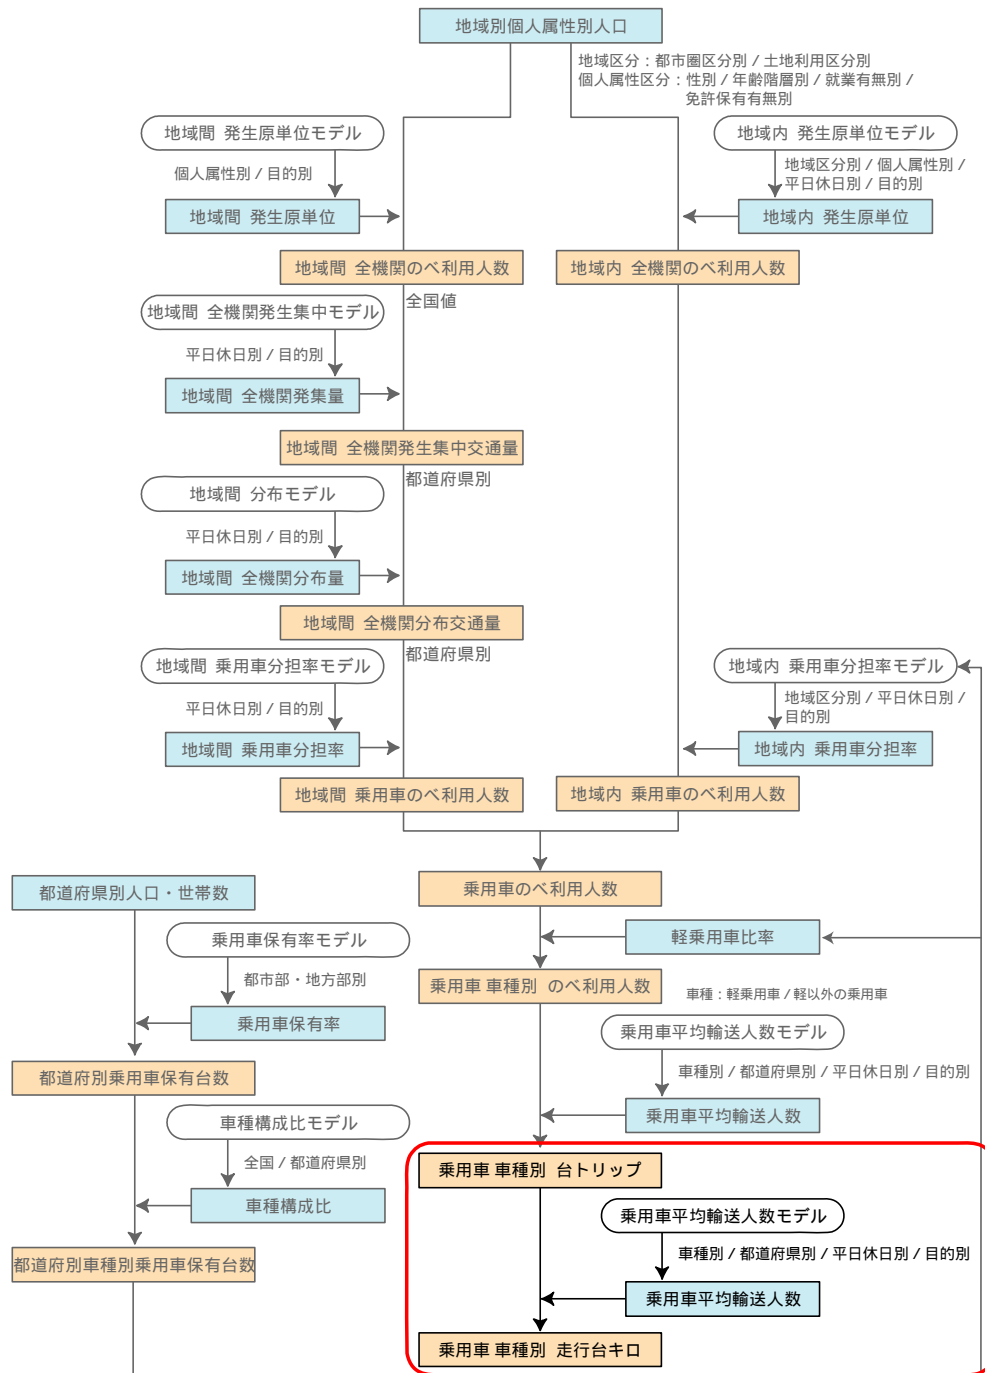 地域別個人属性別人口
地域区分：都市圏区分別 / 土地利用区分別
個人属性区分：性別 / 年齢階層別 / 就業有無別 /
免許保有有無別
地域間 発生原単位モデル
個人属性別 / 目的別
地域間 発生原単位
地域内 発生原単位モデル
地域区分別 / 個人属性別 /
平日休日別 / 目的別
地域内 発生原単位
地域間 全機関のべ利用人数
全国値
地域内 全機関のべ利用人数
地域間 全機関発生集中モデル
平日休日別 / 目的別
地域間 全機関発集量
地域間 全機関発生集中交通量
都道府県別
地域間 分布モデル
平日休日別 / 目的別
地域間 全機関分布量
地域間 全機関分布交通量
都道府県別
地域間 乗用車分担率モデル
平日休日別 / 目的別
地域間 乗用車分担率
地域内 乗用車分担率モデル
地域区分別 / 平日休日別 /
目的別
地域内 乗用車分担率
地域間 乗用車のべ利用人数
地域内 乗用車のべ利用人数
都道府県別人口・世帯数
乗用車保有率モデル
都市部・地方部別
乗用車保有率
都道府別乗用車保有台数
車種構成比モデル
全国 / 都道府県別
車種構成比
都道府別車種別乗用車保有台数
乗用車のべ利用人数
軽乗用車比率
乗用車 車種別 のべ利用人数
車種：軽乗用車 / 軽以外の乗用車
乗用車平均輸送人数モデル
車種別 / 都道府県別 / 平日休日別 / 目的別
乗用車平均輸送人数
乗用車 車種別 台トリップ
乗用車平均輸送人数モデル
車種別 / 都道府県別 / 平日休日別 / 目的別
乗用車平均輸送人数
乗用車 車種別 走行台キロ